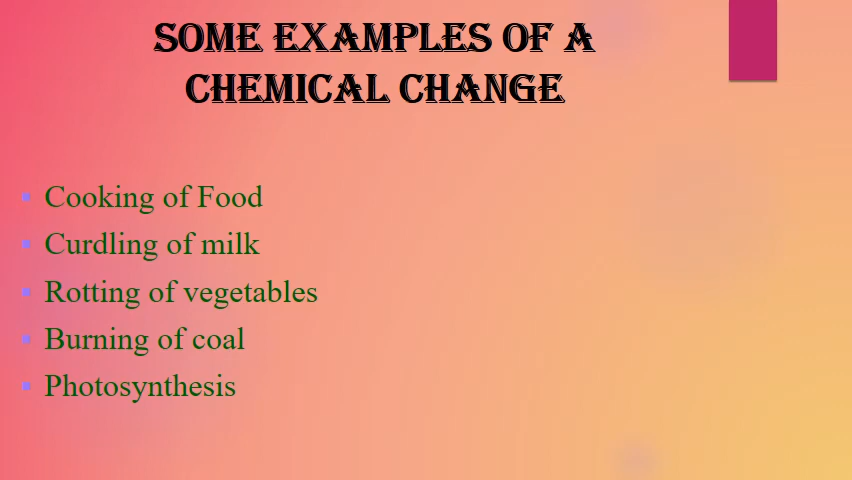 SOME EXAMPLES OF A
CHEMICAL CHANGE
Cooking of Food
Curdling of milk
Rotting of vegetables
Burning of coal
Photosynthesis